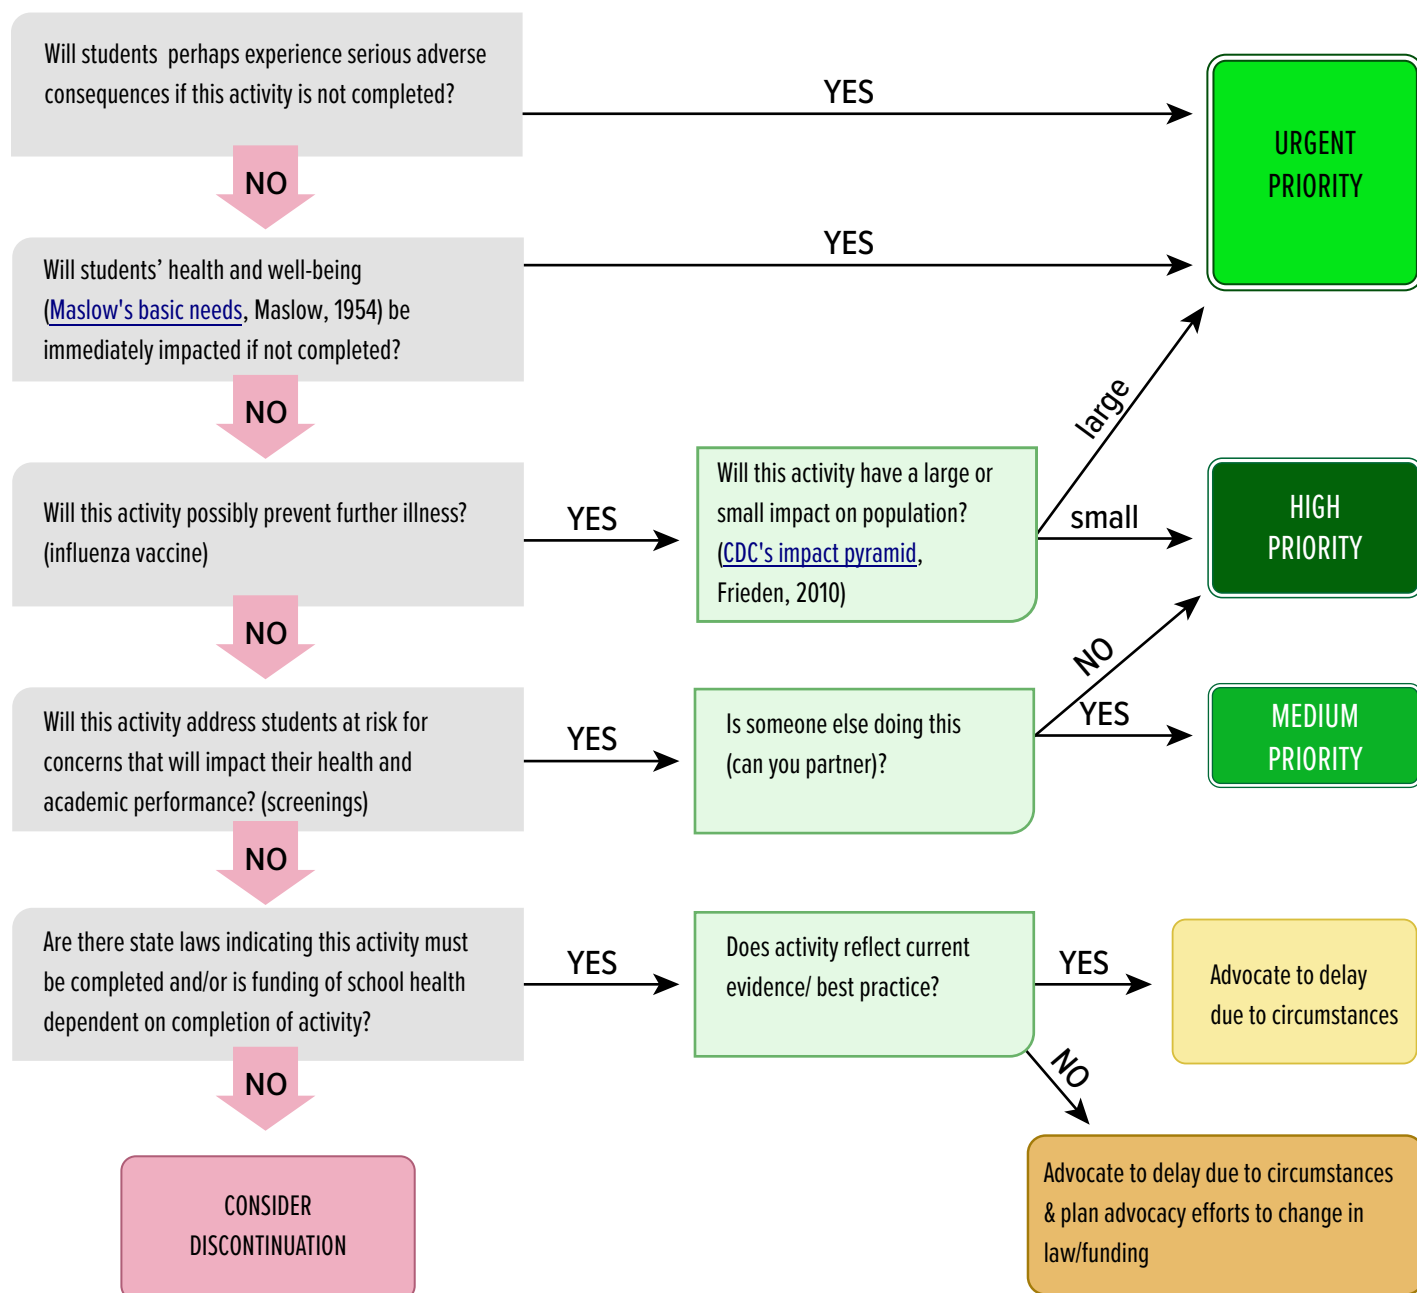 Will students  perhaps experience serious adverse
consequences if this activity is not completed?
YES
URGENT
PRIORITY
NO
Will students’ health and well-being
(Maslow's basic needs, Maslow, 1954) be
immediately impacted if not completed?
YES
NO
Will this activity possibly prevent further illness?
(influenza vaccine)
YES
Will this activity have a large or
small impact on population?
(CDC's impact pyramid,
Frieden, 2010)
large
small
HIGH
PRIORITY
NO
Will this activity address students at risk for
concerns that will impact their health and
academic performance? (screenings)
YES
Is someone else doing this
(can you partner)?
NO
YES
MEDIUM
PRIORITY
NO
Are there state laws indicating this activity must
be completed and/or is funding of school health
dependent on completion of activity?
YES
Does activity reflect current
evidence/ best practice?
YES
Advocate to delay
due to circumstances
NO
NO
CONSIDER
DISCONTINUATION
Advocate to delay due to circumstances
& plan advocacy efforts to change in
law/funding